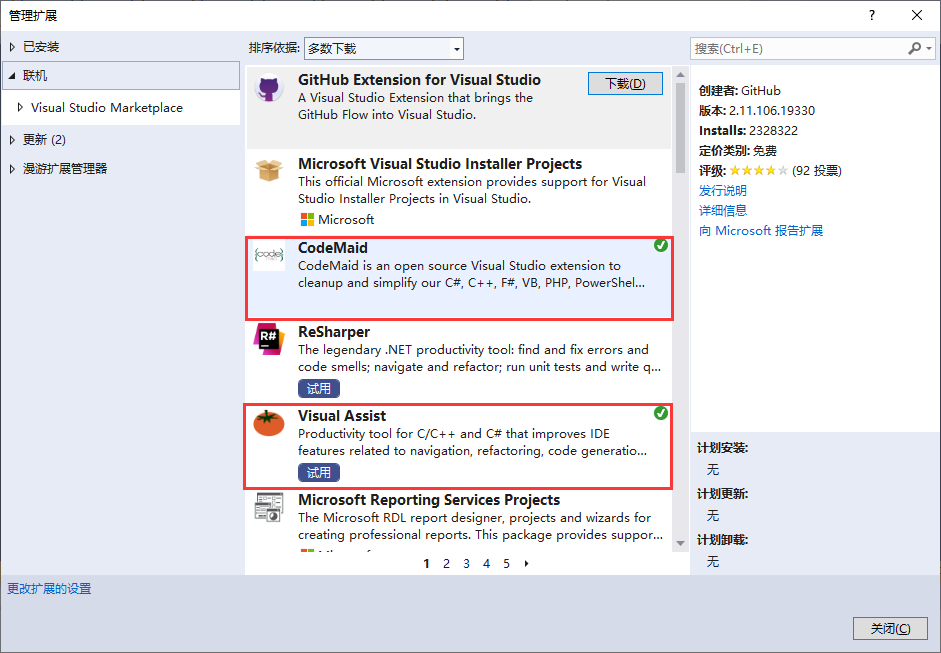 管理扩展
?
已安装
联机
Visual Studio Marketplace
更新 (2)
漫游扩展管理器
排序依据: 多数下载
搜索(Ctrl+E)
GitHub Extension for Visual Studio
A Visual Studio Extension that brings the
GitHub Flow into Visual Studio.
下载(D)
Microsoft Visual Studio Installer Projects
This official Microsoft extension provides support for Visual
Studio Installer Projects in Visual Studio.
Microsoft
{code}
CodeMaid
CodeMaid is an open source Visual Studio extension to
cleanup and simplify our C#, C++, F#, VB, PHP, PowerShel...
R#
ReSharper
The legendary .NET productivity tool: find and fix errors and
code smells; navigate and refactor; run unit tests and write q...
试用
Visual Assist
Productivity tool for C/C++ and C# that improves IDE
features related to navigation, refactoring, code generatio...
试用
Microsoft Reporting Services Projects
The Microsoft RDL report designer, projects and wizards for
creating professional reports. This package provides suppor...
1 2 3 4 5
创建者: GitHub
版本: 2.11.106.19330
Installs: 2328322
定价类别: 免费
评级: (92 投票)
发行说明
详细信息
向 Microsoft 报告扩展
计划安装:
无
计划更新:
无
计划卸载:
无
更改扩展的设置
关闭(C)